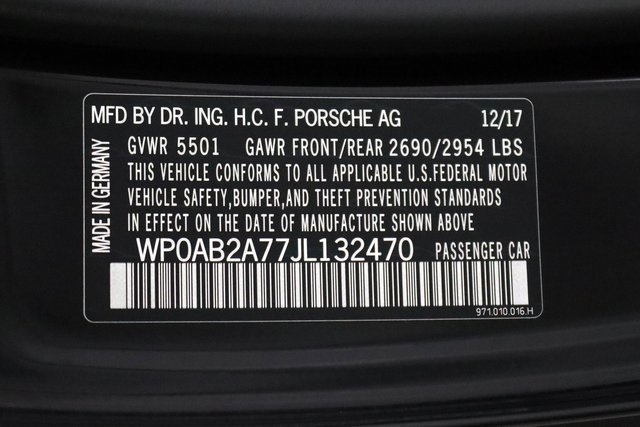 MFD BY DR. ING. H.C. F. PORSCHE AG 12/17
GVWR 5501 GAWR FRONT/REAR 2690/2954 LBS
THIS VEHICLE CONFORMS TO ALL APPLICABLE U.S.FEDERAL MOTOR
VEHICLE SAFETY,BUMPER,AND THEFT PREVENTION STANDARDS
IN EFFECT ON THE DATE OF MANUFACTURE SHOWN ABOVE
MADE IN GERMANY
WP0AB2A77JL132470 PASSENGER CAR
971.010.016.H